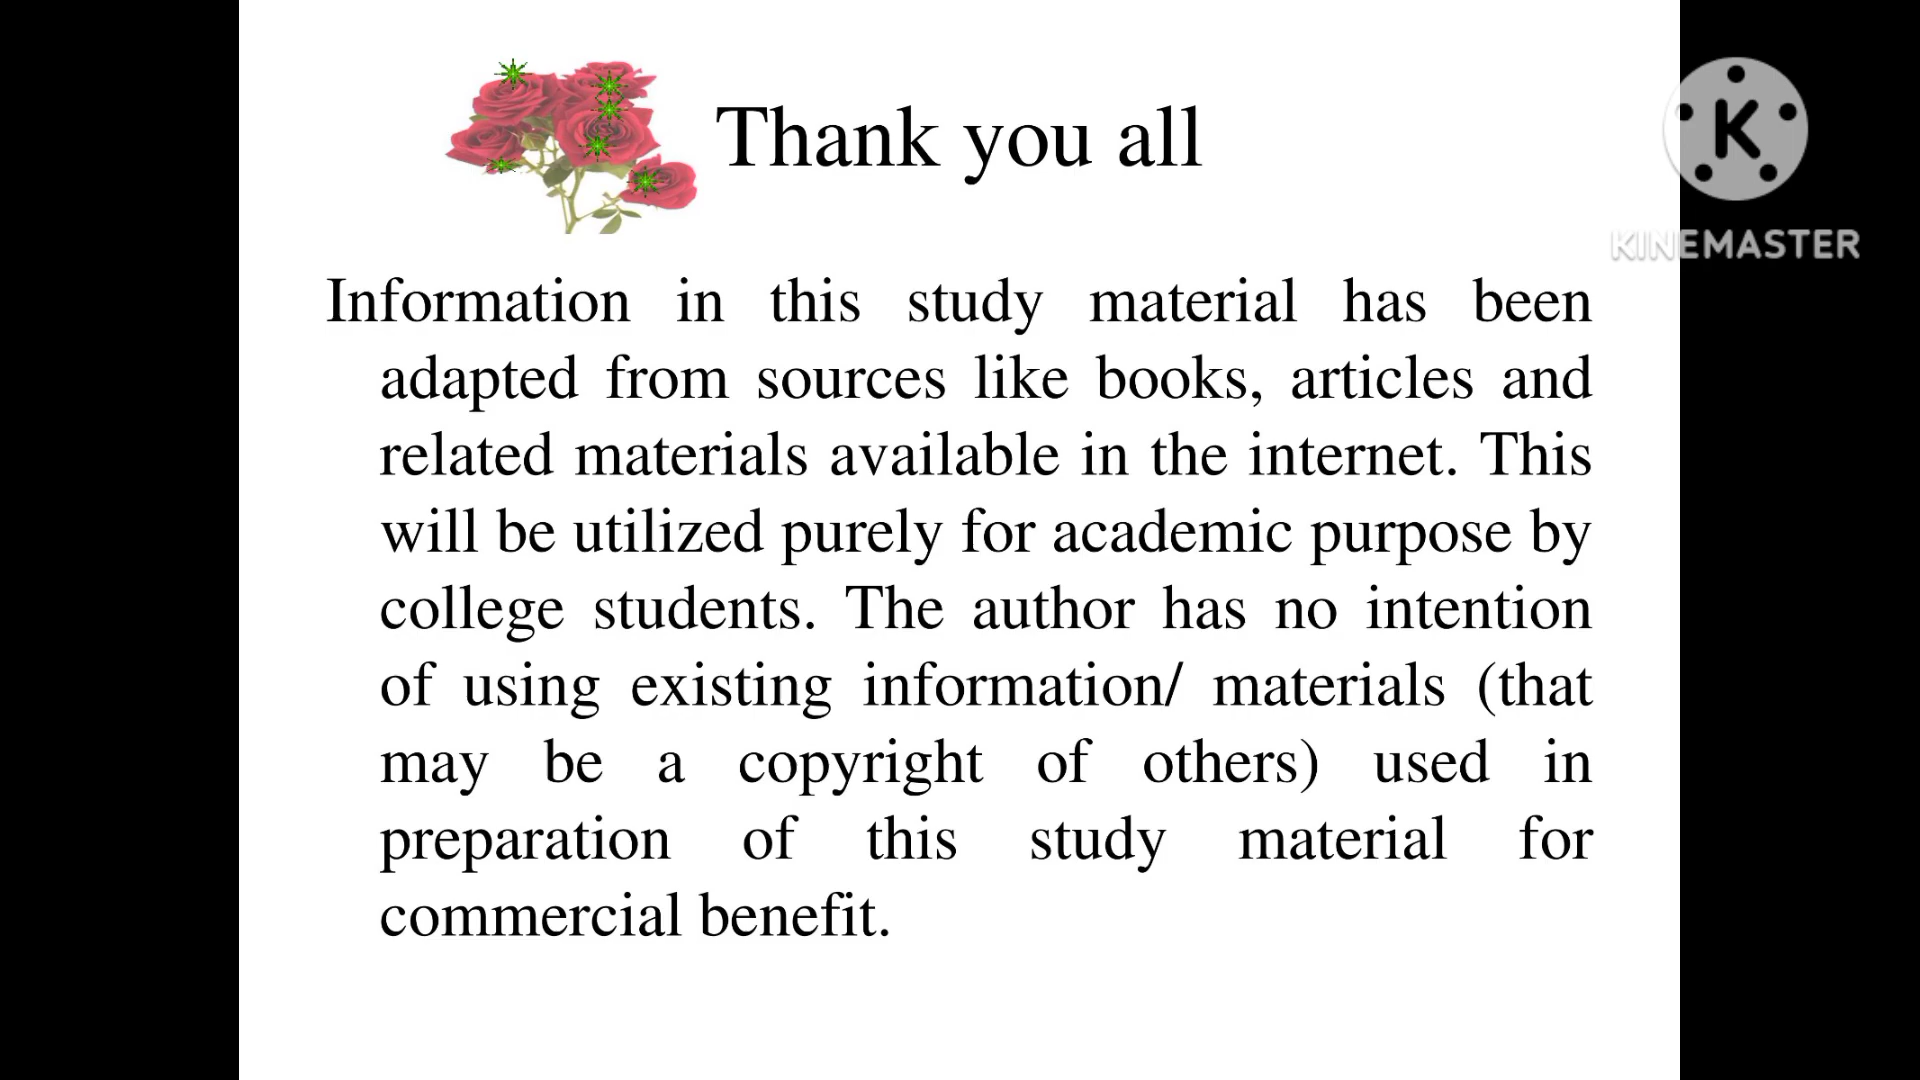 Thank you all
K
KINEMASTER
Information in this study material has been
adapted from sources like books, articles and
related materials available in the internet. This
will be utilized purely for academic purpose by
college students. The author has no intention
of using existing information/ materials (that
may be a copyright of others) used in
preparation of this study material for
commercial benefit.